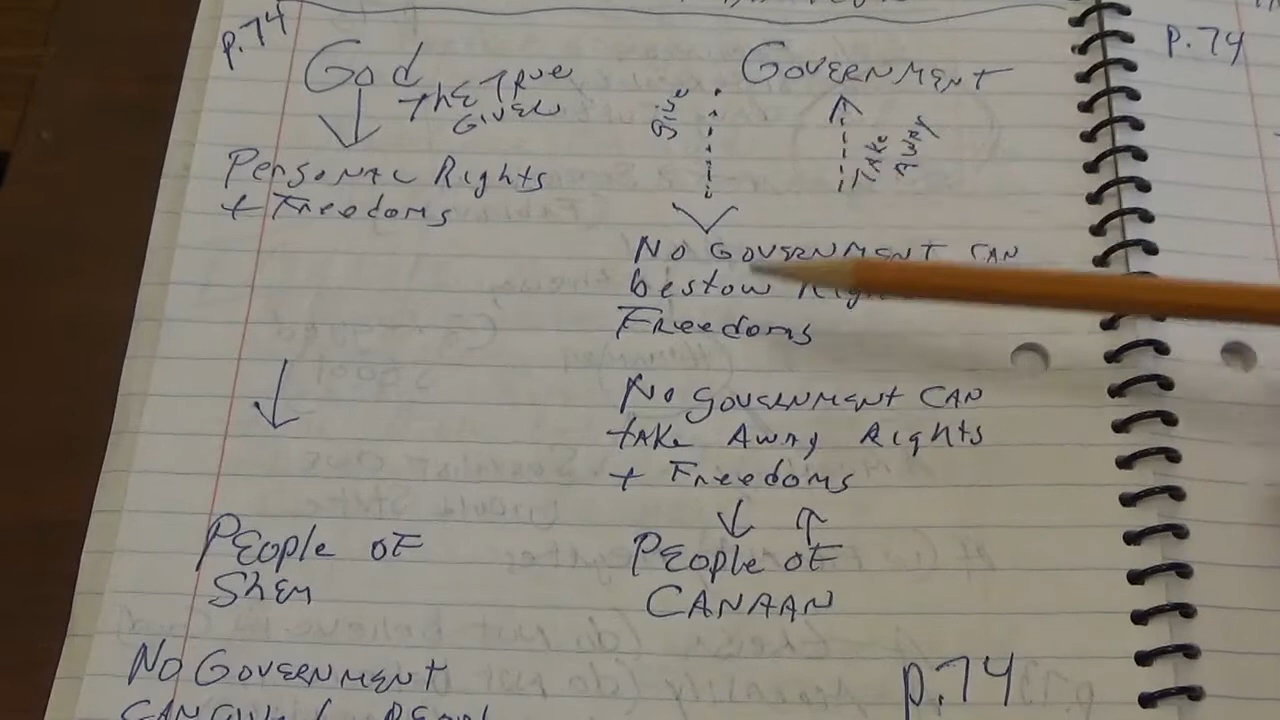 p.74
God
THE TRUE
GIVER
Personal Rights
+ Freedoms
People of
Shem
No Government
GOVERNMENT
Give
TAKE
AWAY
No GOVERNMENT CAN
bestow
Freedoms
No GOVERNMENT CAN
TAKE AWAY Rights
+ Freedoms
People of
CANAAN
p.74
p.74